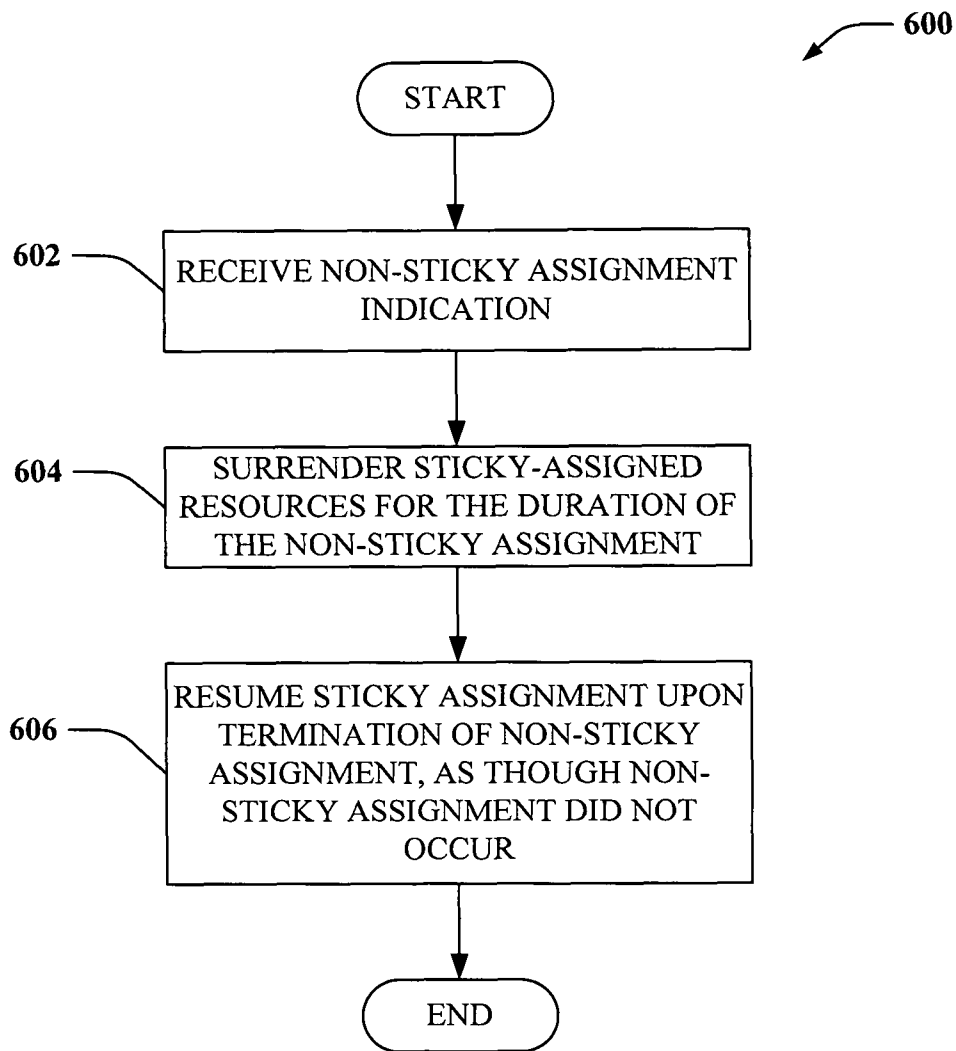 600
START
602
RECEIVE NON-STICKY ASSIGNMENT
INDICATION
604
SURRENDER STICKY-ASSIGNED
RESOURCES FOR THE DURATION OF
THE NON-STICKY ASSIGNMENT
606
RESUME STICKY ASSIGNMENT UPON
TERMINATION OF NON-STICKY
ASSIGNMENT, AS THOUGH NON-
STICKY ASSIGNMENT DID NOT
OCCUR
END